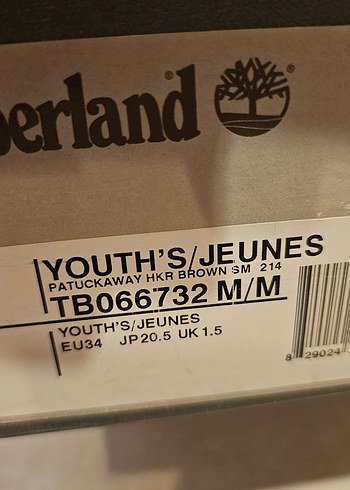 berland®
YOUTH'S/JEUNES
PATUCKAWAY HKR BROWN SM 214
TB066732 M/M
YOUTH'S/JEUNES
EU34 JP20.5 UK1.5
8 29024